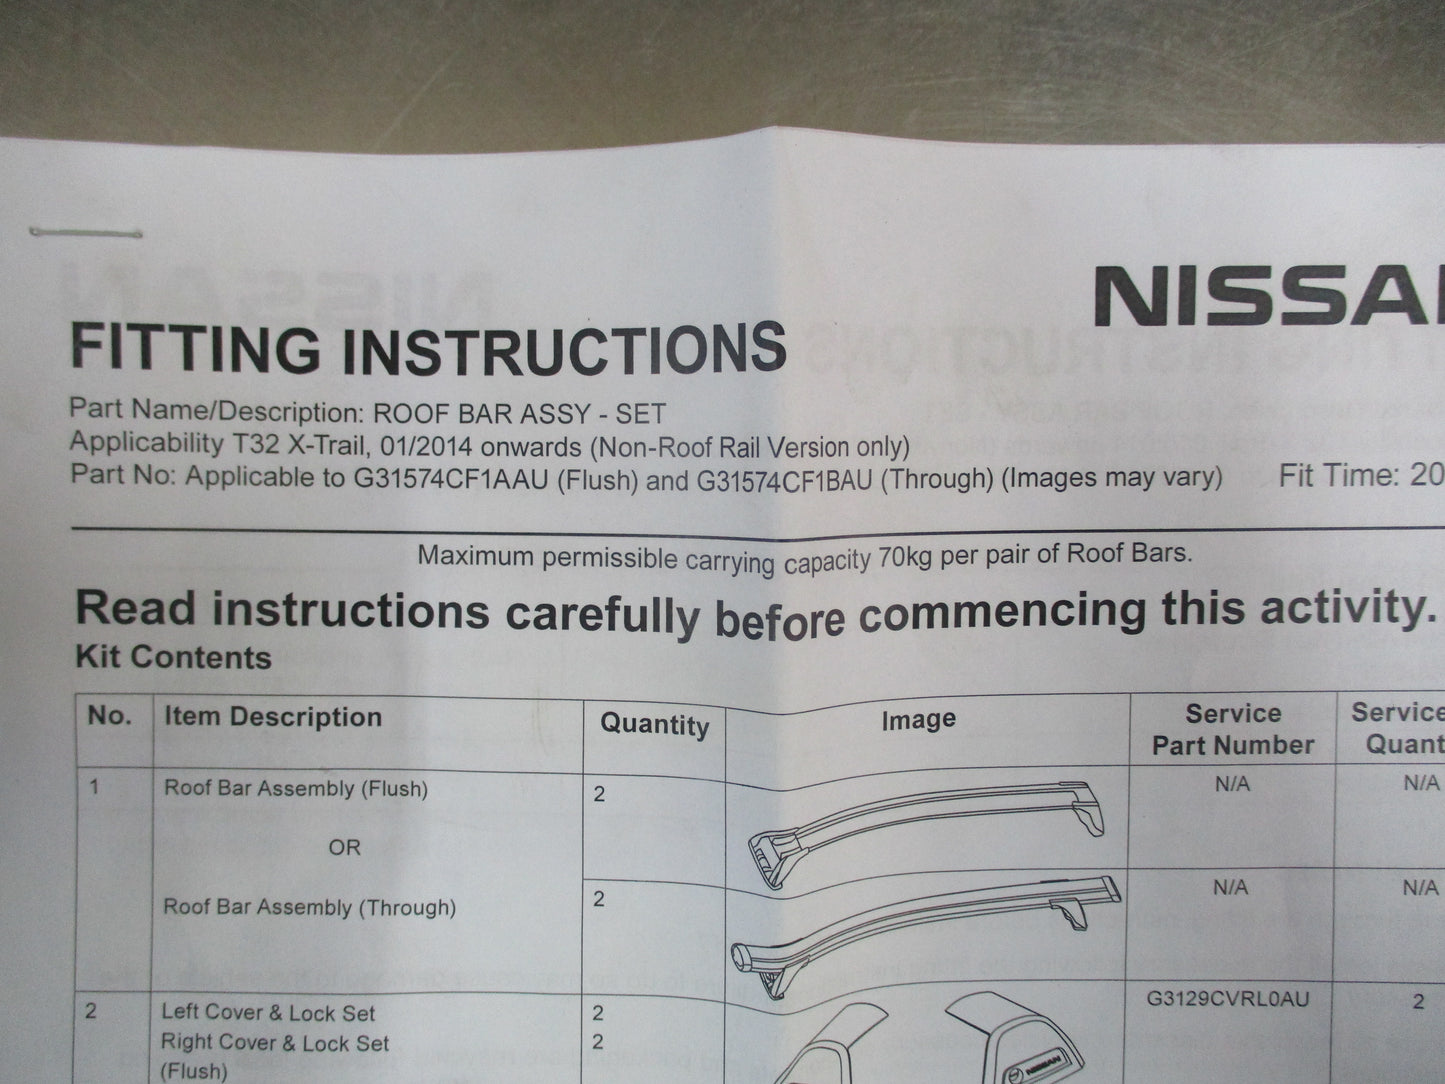 NISSAN
FITTING INSTRUCTIONS
Part Name/Description: ROOF BAR ASSY - SET
Applicability T32 X-Trail, 01/2014 onwards (Non-Roof Rail Version only)
Part No: Applicable to G31574CF1AAU (Flush) and G31574CF1BAU (Through) (Images may vary) Fit Time: 20
Maximum permissible carrying capacity 70kg per pair of Roof Bars.
Read instructions carefully before commencing this activity.
Kit Contents
No. Item Description Quantity Image Service Part Number Service
1 Roof Bar Assembly (Flush) 2 N/A N/A
OR
Roof Bar Assembly (Through) 2 N/A N/A
2 Left Cover & Lock Set 2 G3129CVRL0AU 2
Right Cover & Lock Set 2
(Flush)
NISSAN